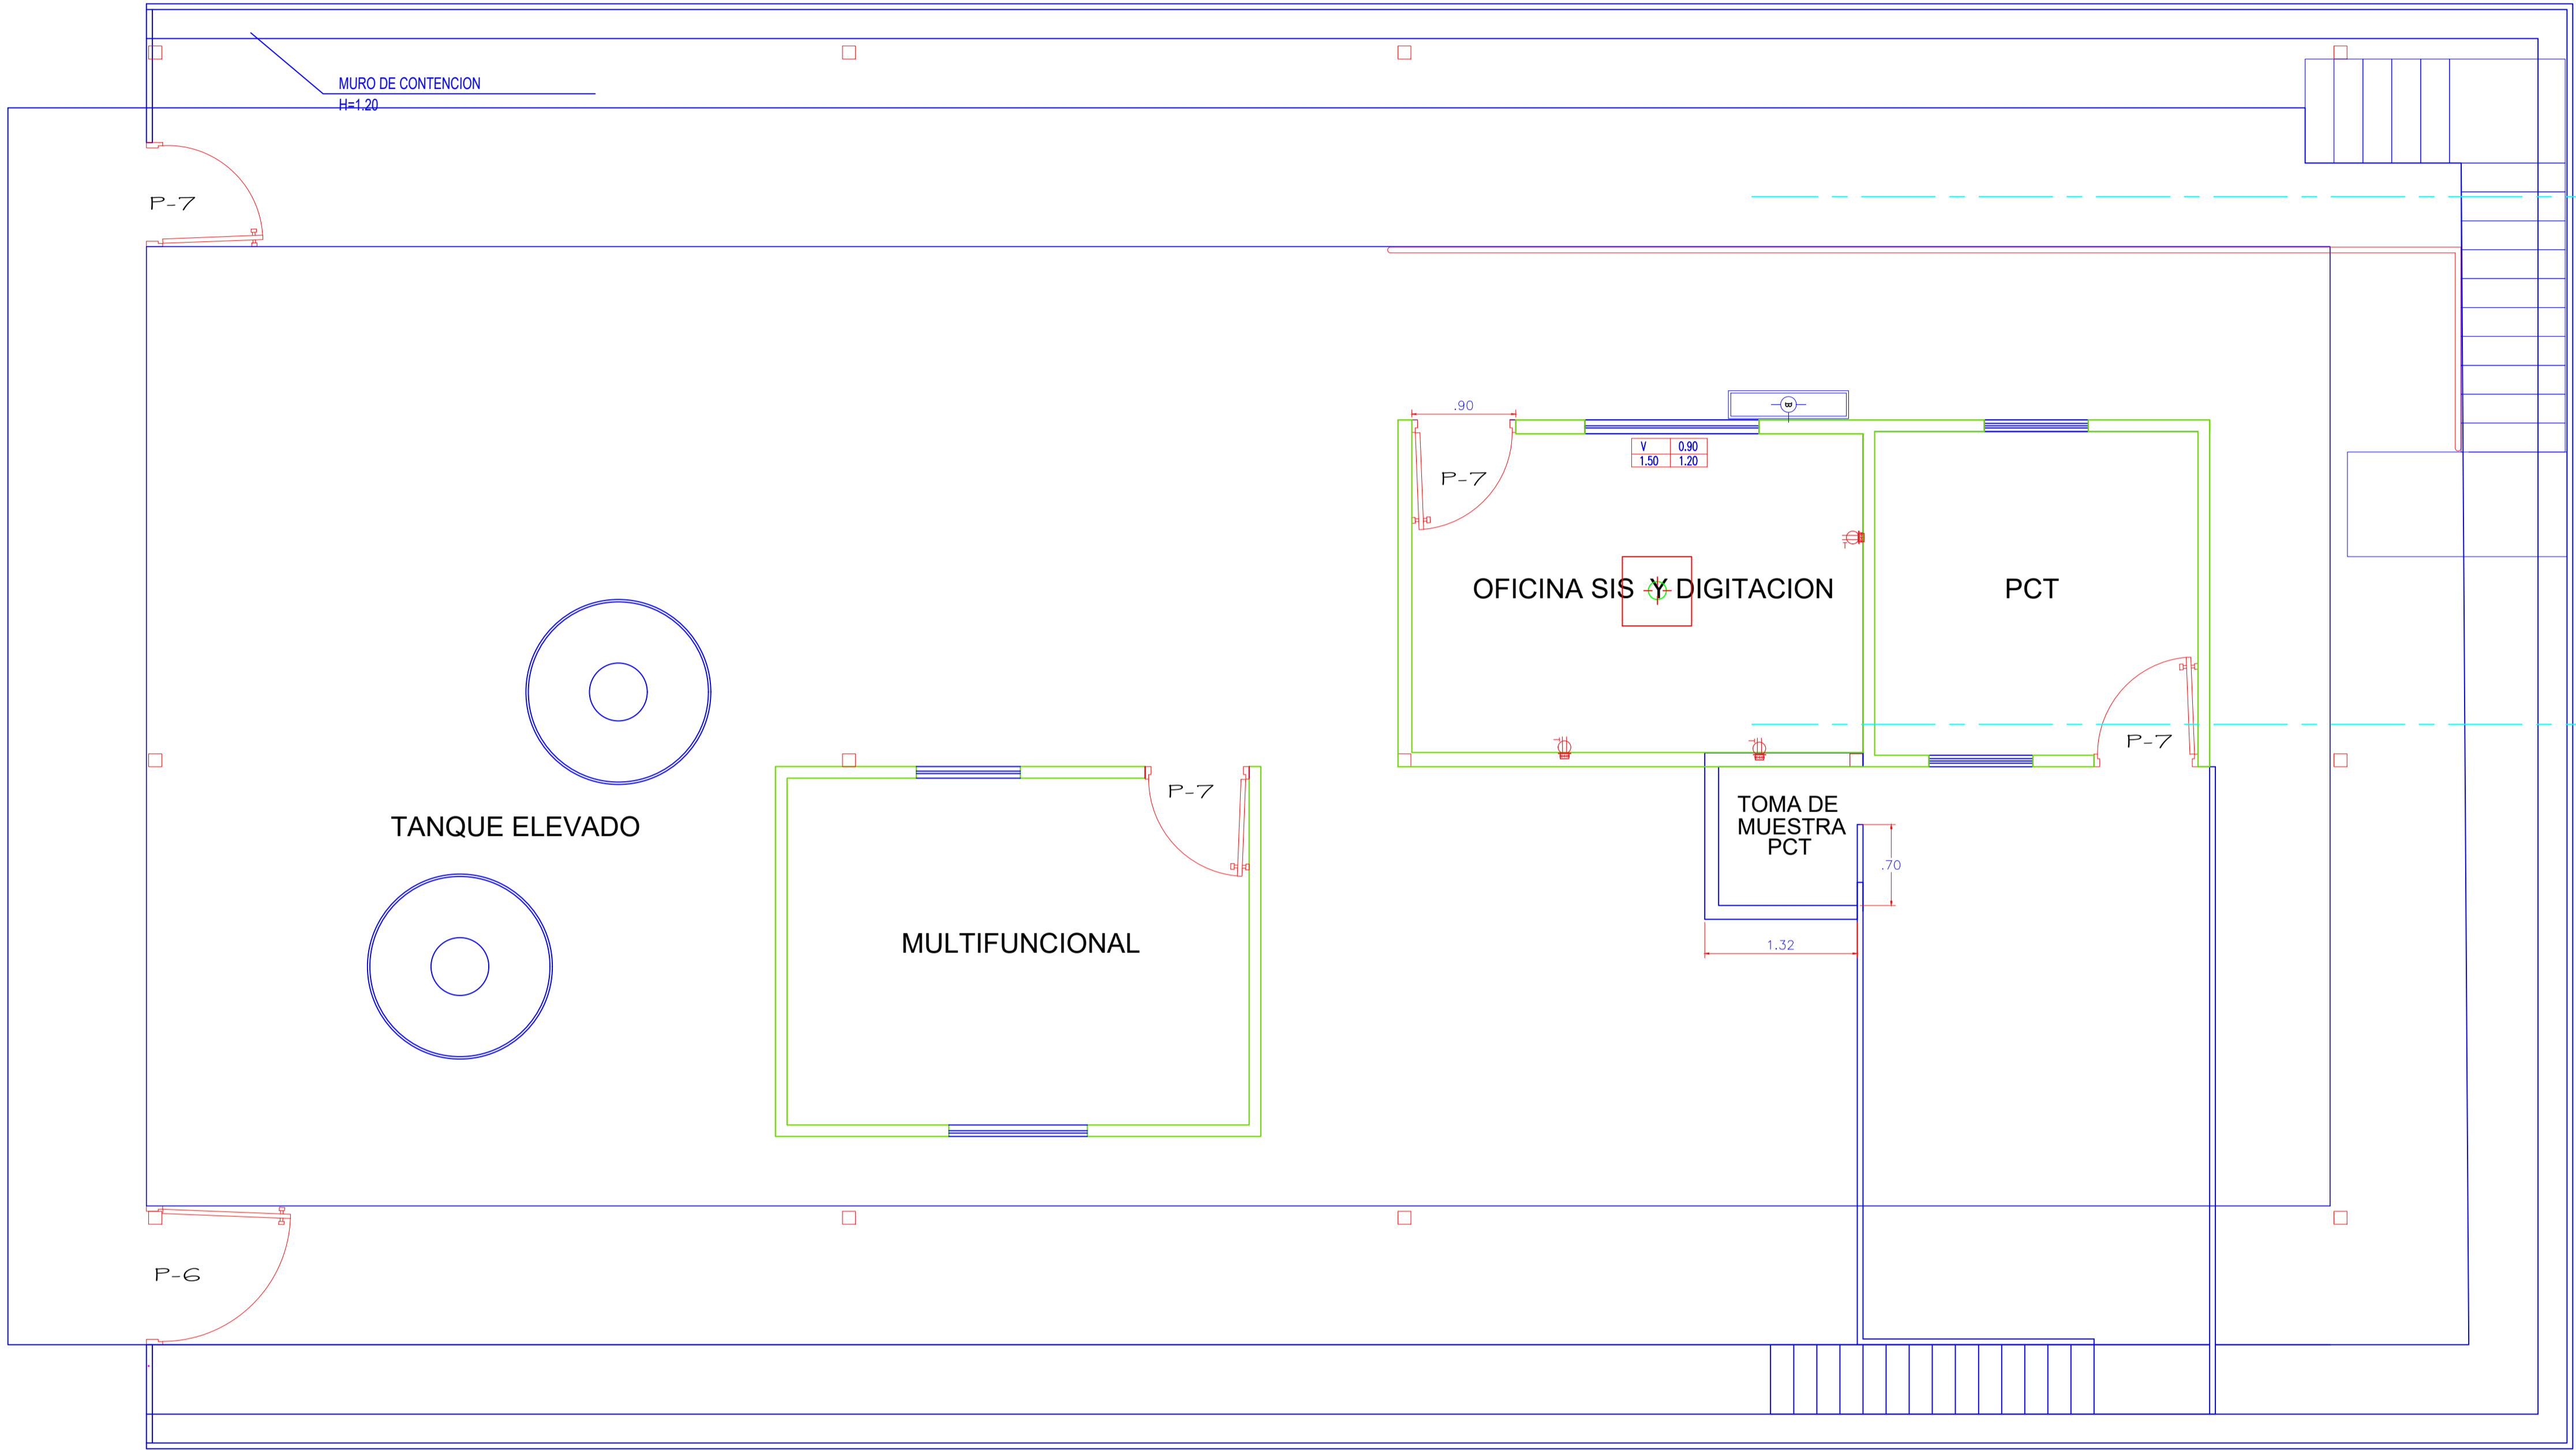 MURO DE CONTENCION
H=1.20
P-7
.90
B
V 0.90
1.50 1.20
P-7
OFICINA SIS Y DIGITACION
PCT
P-7
P-7
TOMA DE
MUESTRA
PCT
TANQUE ELEVADO
.70
MULTIFUNCIONAL
1.32
P-6